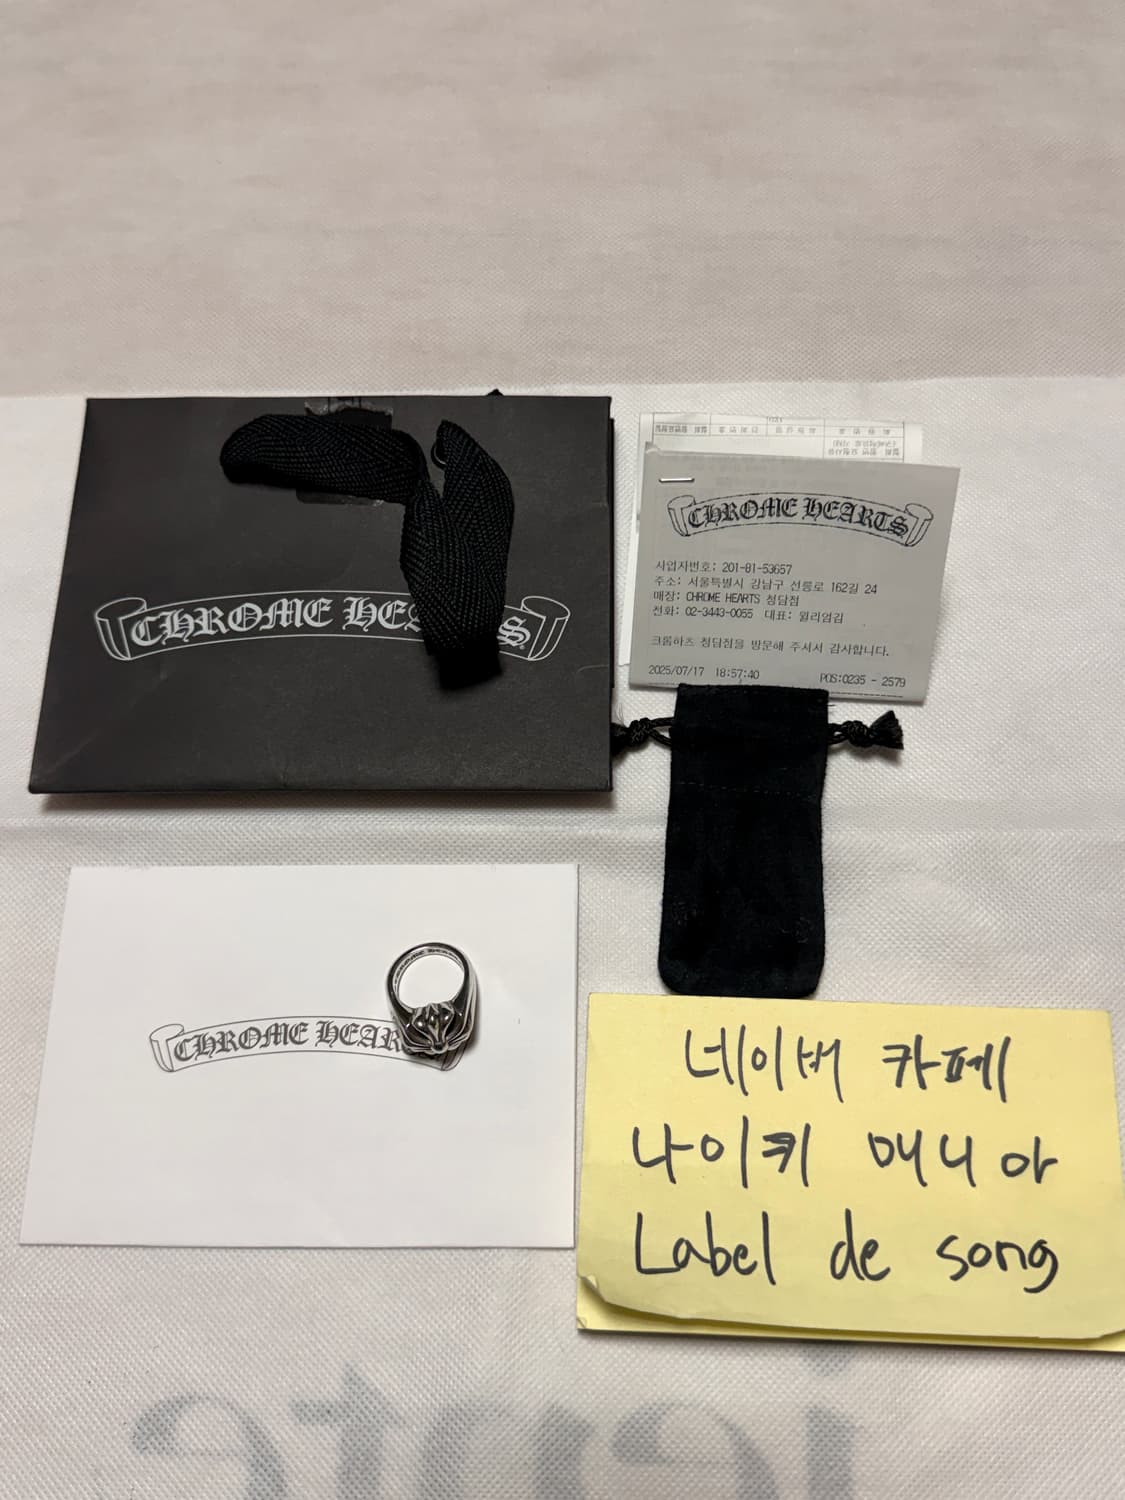 CHROME HEARTS
CHROME HEARTS
사업자번호: 201-81-53657
주소: 서울특별시 강남구 선릉로 162길 24
매장: CHROME HEARTS 청담점
전화: 02-3443-0055 대표: 윌리엄김
크롬하츠 청담점을 방문해 주셔서 감사합니다.
2025/07/17 18:57:40 POS:0235 - 2579
CHROME HEAR
네이버 카페
나이키 매니아
Label de song